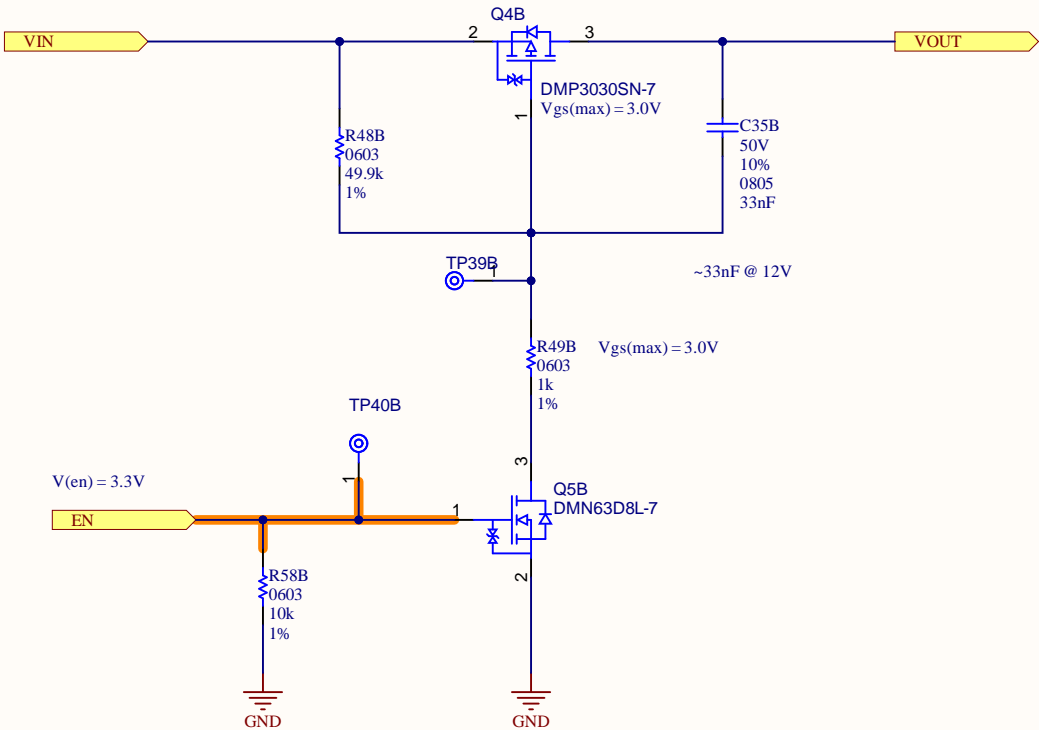 Q4B
VIN
2
3
VOUT
DMP3030SN-7
Vgs(max) = 3.0V
1
R48B
0603
49.9k
1%
C35B
50V
10%
0805
33nF
TP39B
1
~33nF @ 12V
R49B
0603
1k
1%
Vgs(max) = 3.0V
TP40B
1
V(en) = 3.3V
EN
1
3
Q5B
DMN63D8L-7
2
R58B
0603
10k
1%
GND
GND